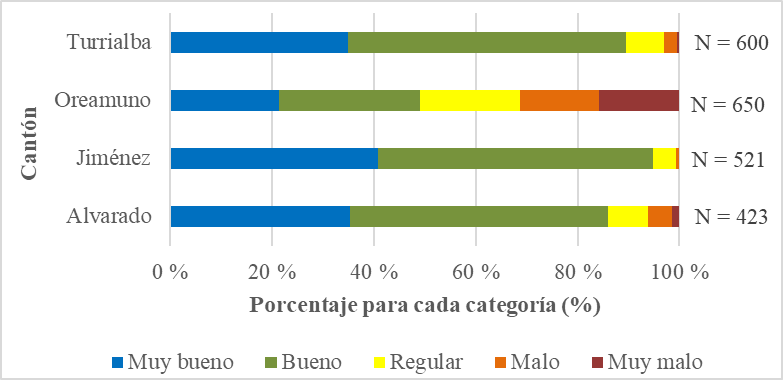 Turrialba
N = 600
Oreamuno
N = 650
Jiménez
N = 521
Alvarado
N = 423
Cantón
0 % 20 % 40 % 60 % 80 % 100 %
Porcentaje para cada categoría (%)
Muy bueno Bueno Regular Malo Muy malo